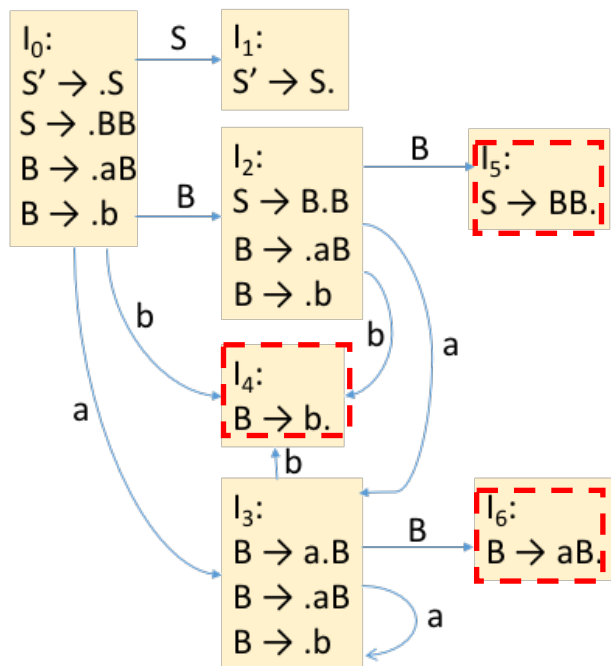 I₀:
S' → .S
S → .BB
B → .aB
B → .b
S
I₁:
S' → S.
B
I₂:
S → B.B
B → .aB
B → .b
B
I₅:
S → BB.
b
a
b
a
I₄:
B → b.
b
I₃:
B → a.B
B → .aB
B → .b
B
a
I₆:
B → aB.